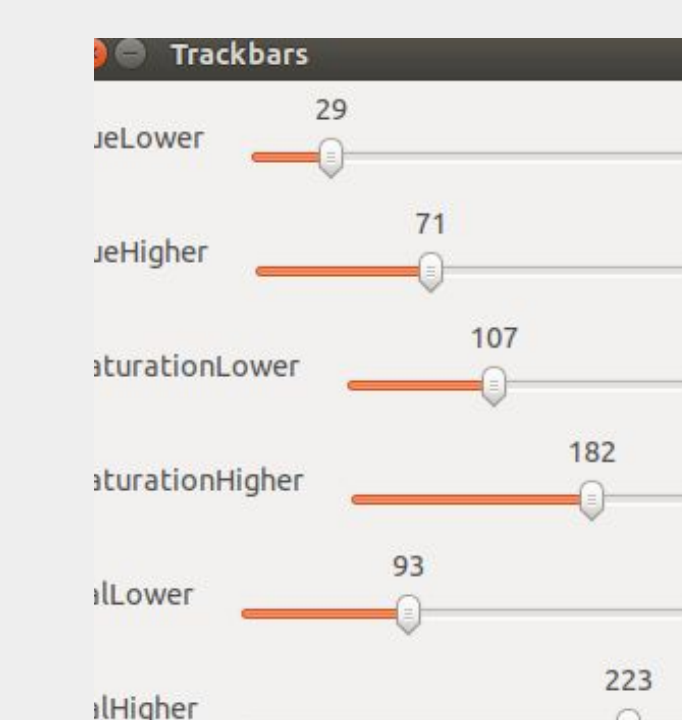 Trackbars
29
ueLower
71
ueHigher
107
aturationLower
182
aturationHigher
93
alLower
223
alHigher